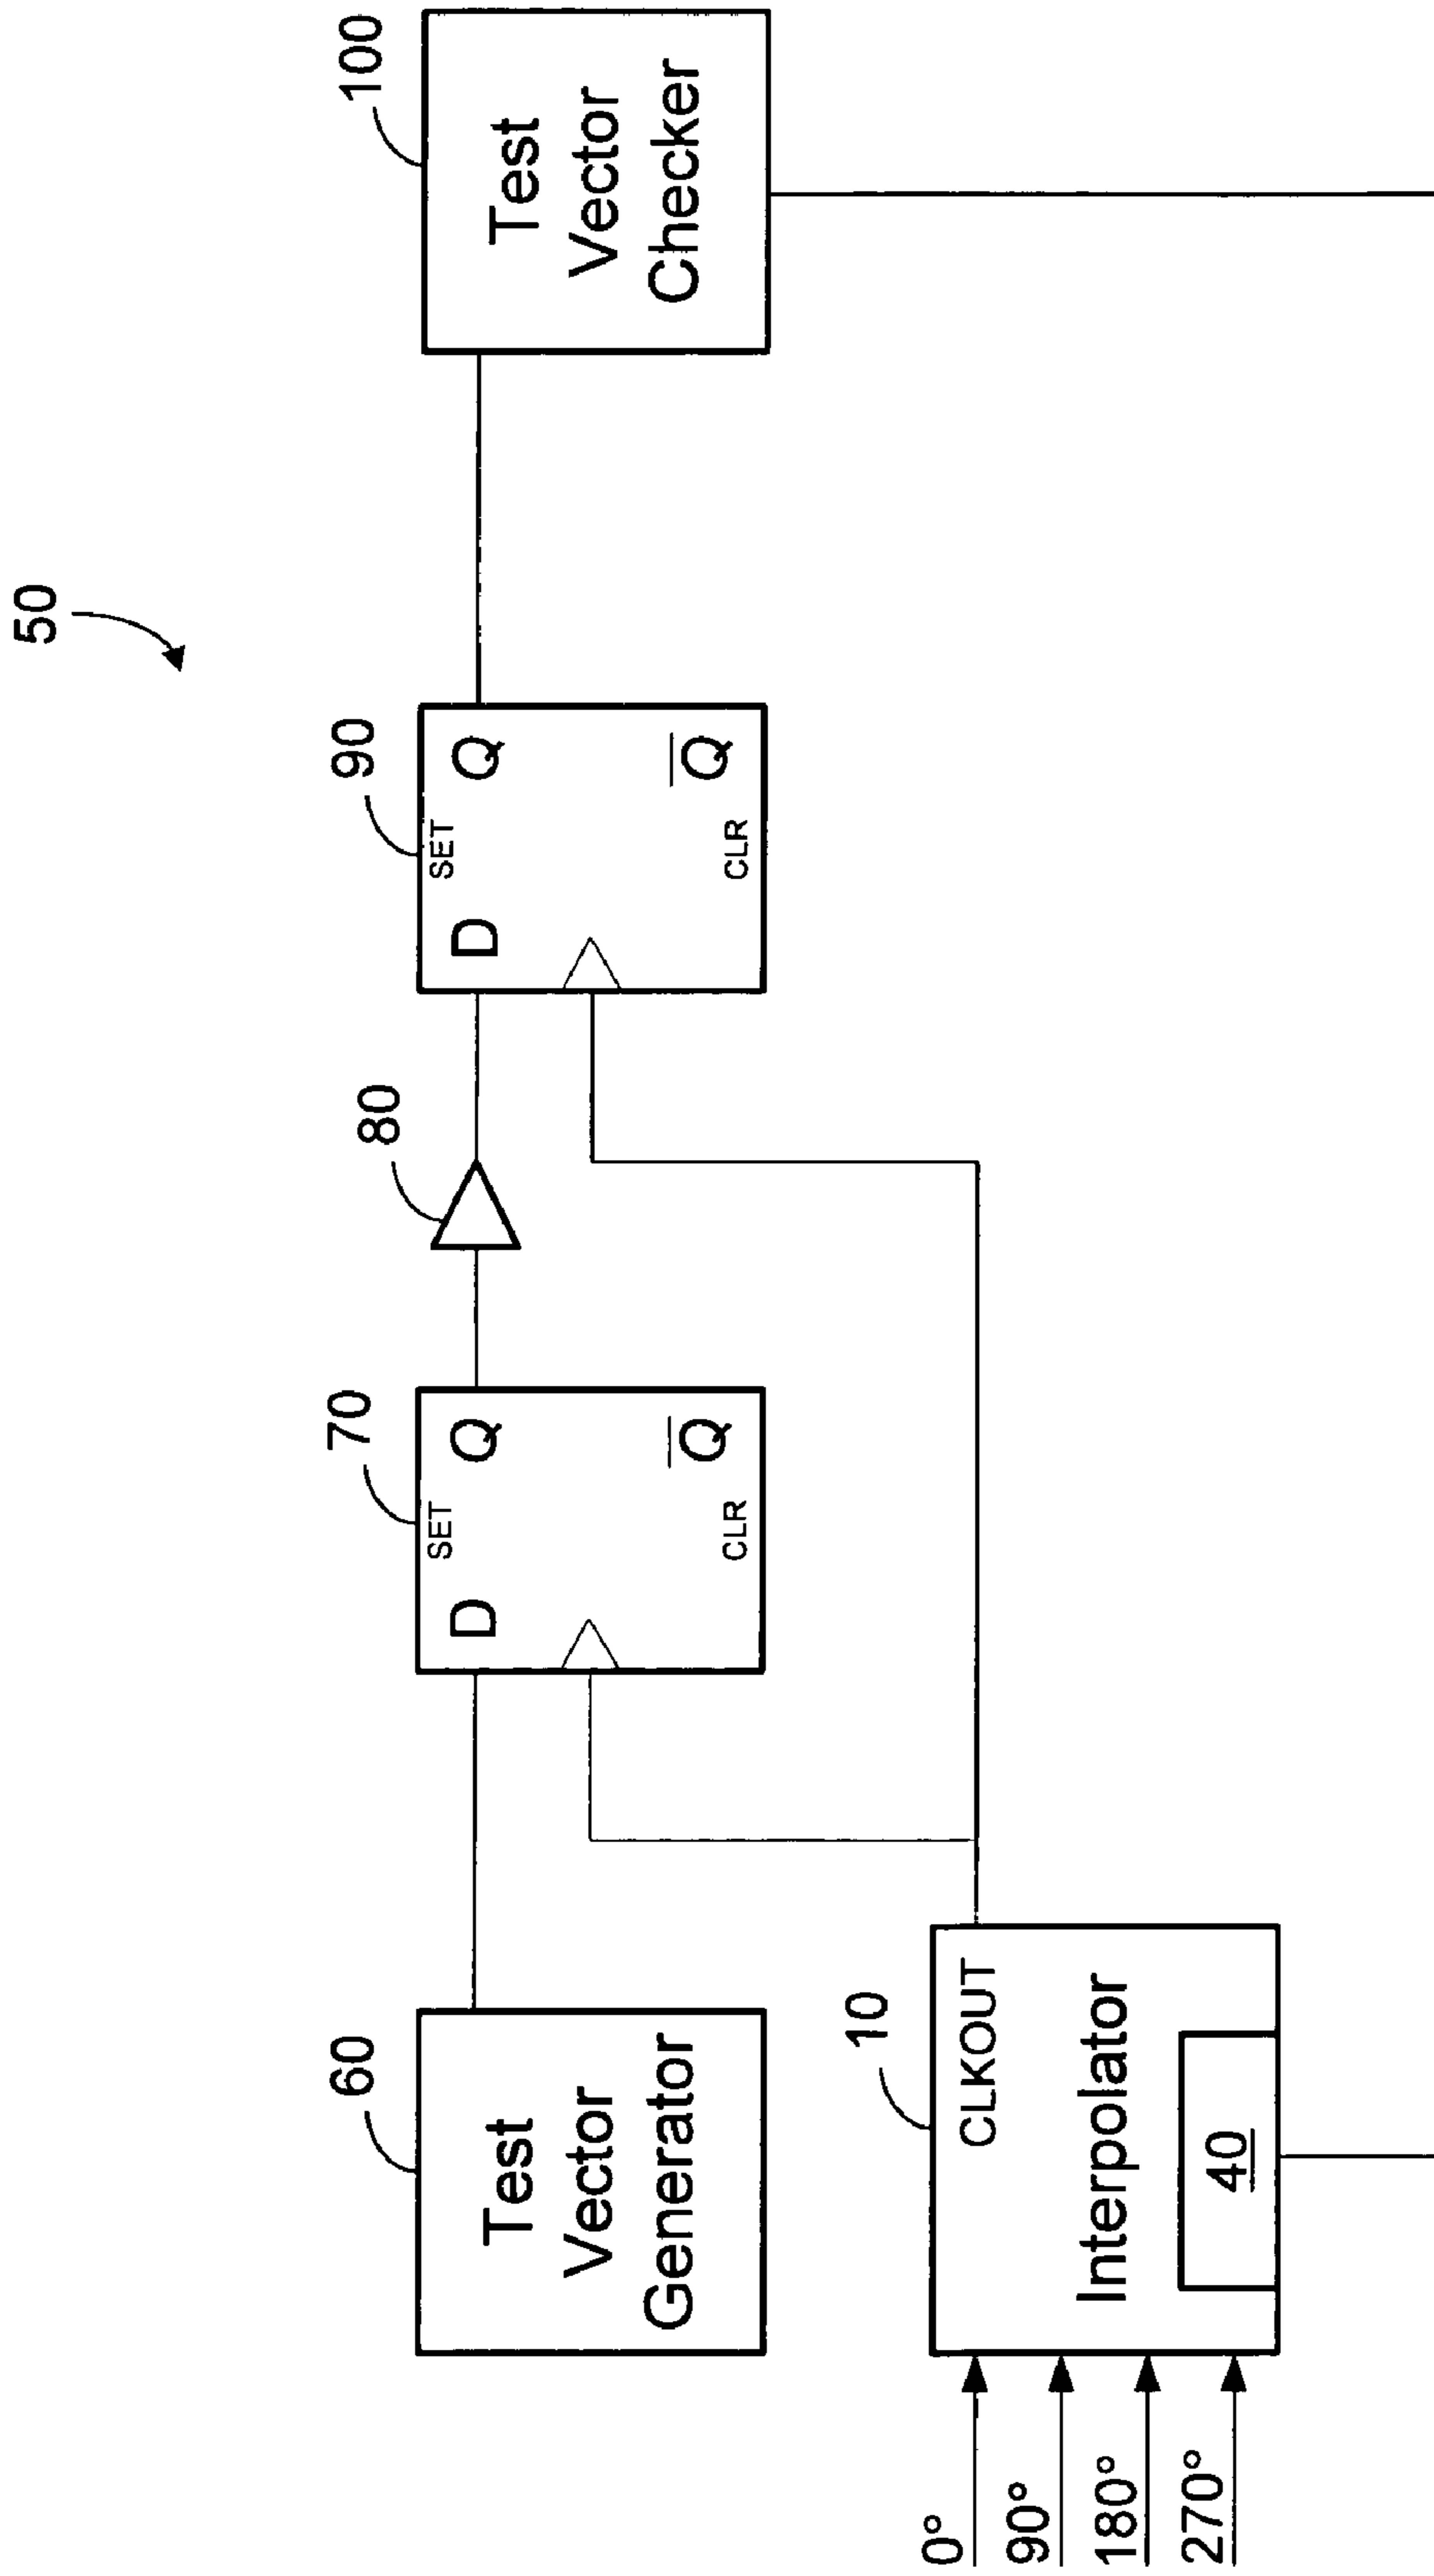 50
60
Test
Vector
Generator
70
SET
D
Q
Q
CLR
80
90
SET
D
Q
Q
CLR
100
Test
Vector
Checker
10
CLKOUT
Interpolator
40
0°
90°
180°
270°